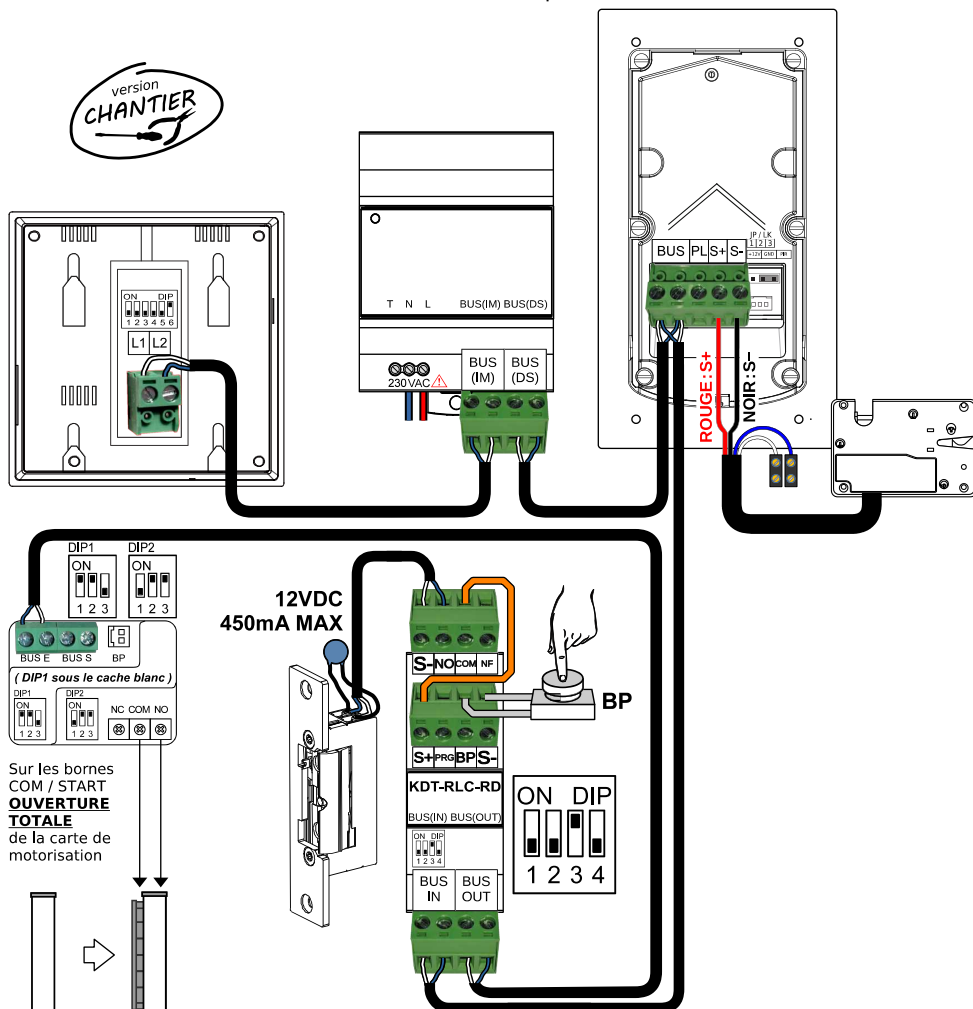 version
CHANTIER
ON DIP
1 2 3 4 5 6
L1 L2
T N L BUS(IM) BUS(DS)
230 VAC
BUS (IM)
BUS (DS)
JP / LK
1 2 3
+12V GND
BUS PL S+ S-
ROUGE : S+
NOIR : S–
DIP1
ON
1 2 3
DIP2
ON
1 2 3
BUS E BUS S BP
( DIP1 sous le cache blanc )
DIP1
ON
1 2 3
DIP2
ON
1 2 3
NC COM NO
Sur les bornes
COM / START
OUVERTURE
TOTALE
de la carte de
motorisation
12VDC
450mA MAX
S- NO COM NF
BP
S+ PRG BP S-
KDT-RLC-RD
BUS(IN) BUS(OUT)
ON DIP
1 2 3 4
BUS IN
BUS OUT
ON DIP
1 2 3 4